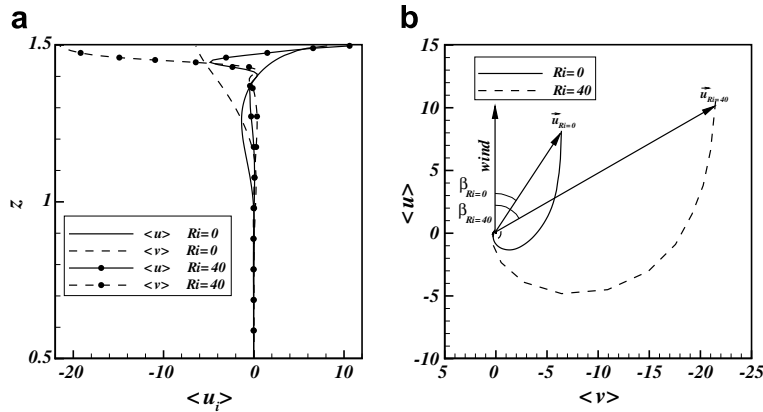 a
1.5
1
0.5
z
-20
-10
0
10
<u_i>
<u> Ri=0
<v> Ri=0
<u> Ri=40
<v> Ri=40
b
15
10
5
0
-5
-10
<u>
5
0
-5
-10
-15
-20
-25
<v>
Ri=0
Ri=40
wind
u_Ri=0
u_Ri=40
β_Ri=0
β_Ri=40